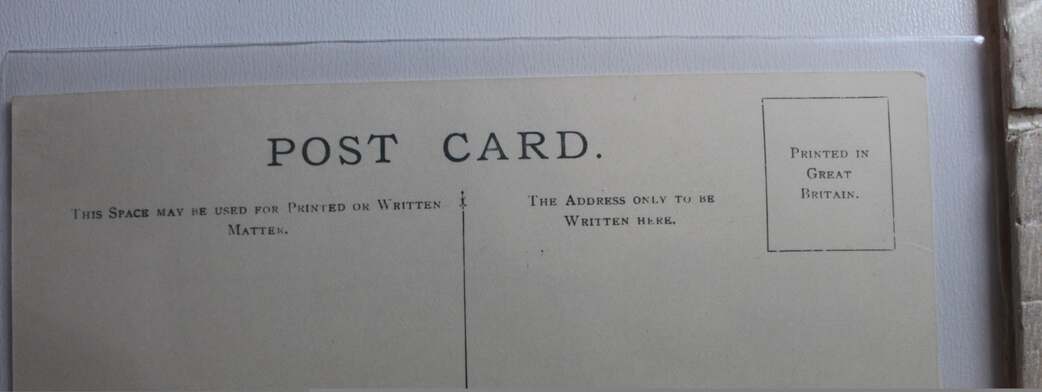 POST CARD.
THIS SPACE MAY BE USED FOR PRINTED OR WRITTEN
MATTER.
THE ADDRESS ONLY TO BE
WRITTEN HERE.
PRINTED IN
GREAT
BRITAIN.